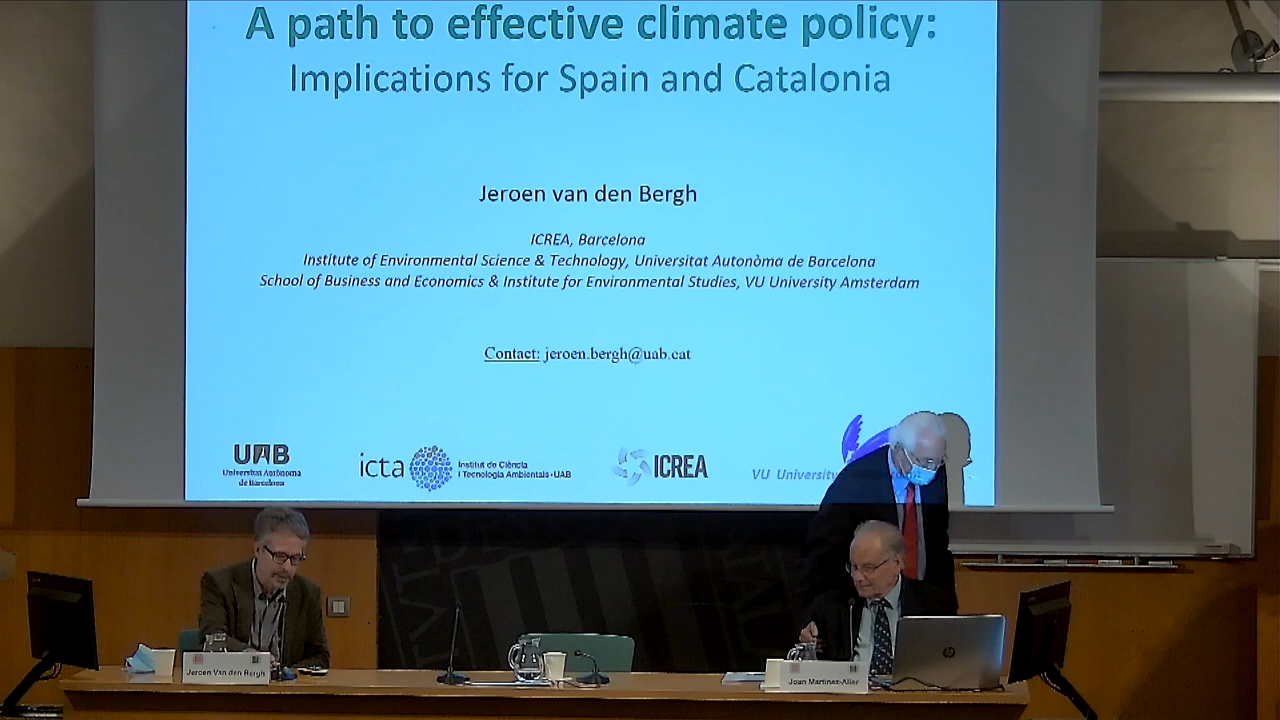 A path to effective climate policy:
Implications for Spain and Catalonia
Jeroen van den Bergh
ICREA, Barcelona
Institute of Environmental Science & Technology, Universitat Autonòma de Barcelona
School of Business and Economics & Institute for Environmental Studies, VU University Amsterdam
Contact: jeroen.bergh@uab.cat
UAB
Universitat Autònoma
de Barcelona
icta
Institut de Ciència
i Tecnologia Ambientals·UAB
ICREA
VU University
Jeroen Van den Bergh
Joan Martinez-Alier
hp